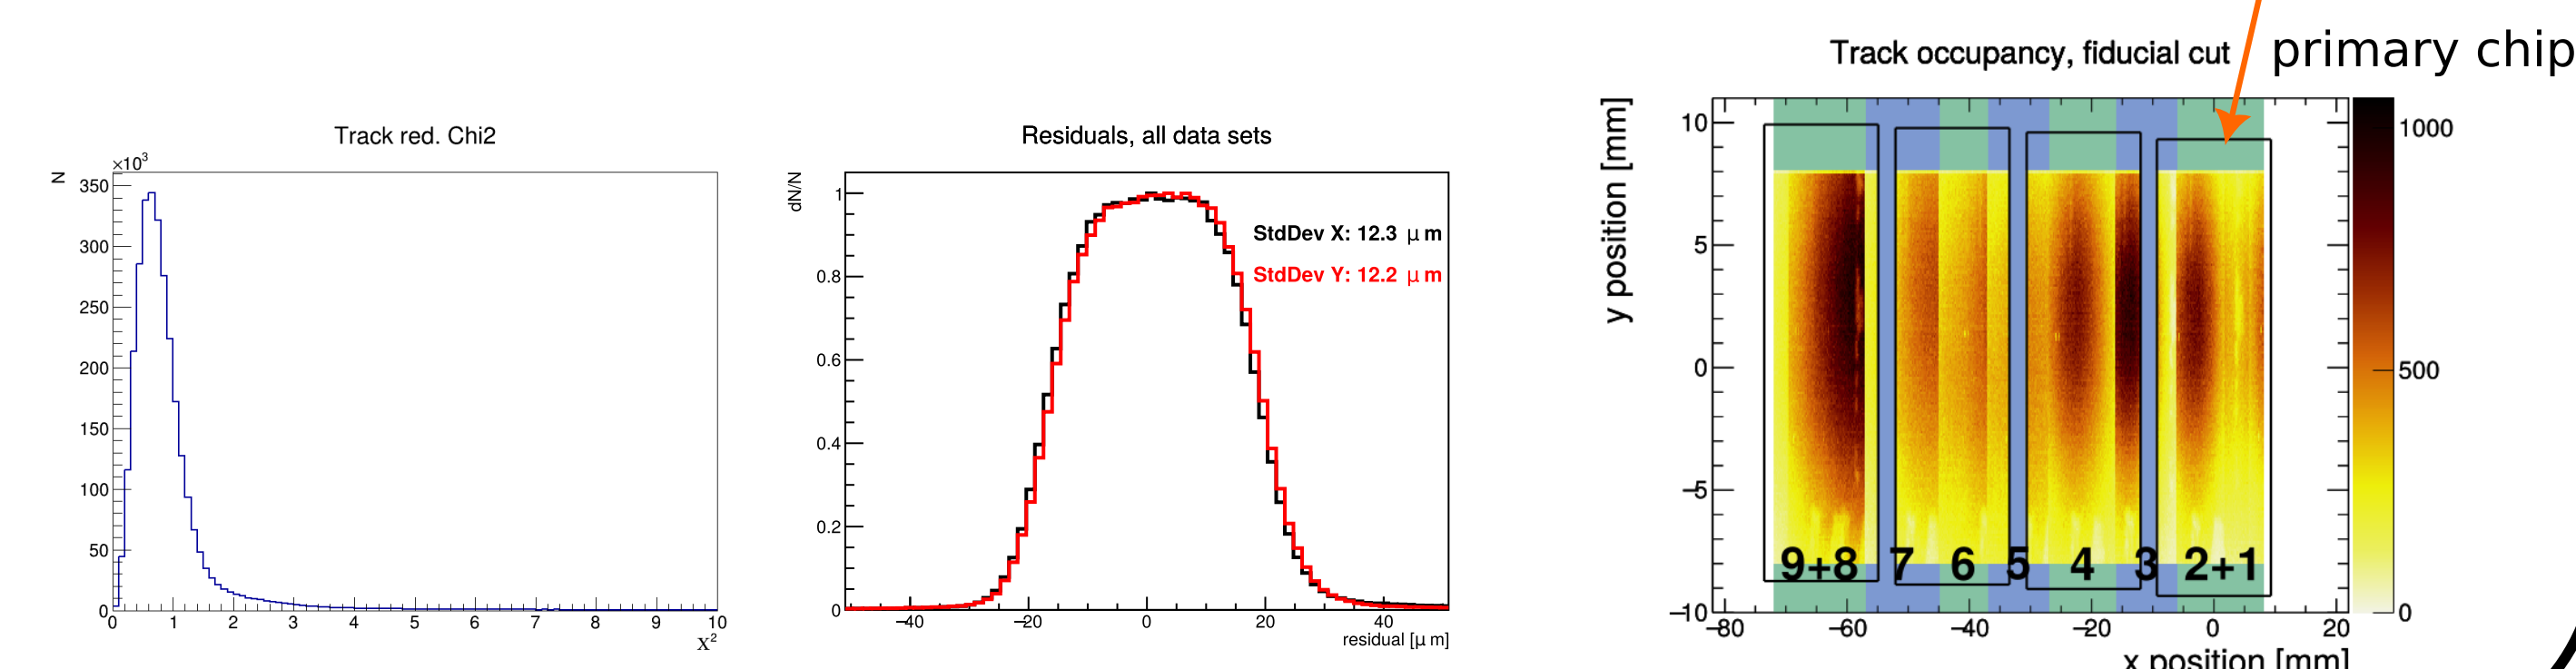 Track red. Chi2
×10³
N
350
300
250
200
150
100
50
0
0 1 2 3 4 5 6 7 8 9 10
χ²
Residuals, all data sets
dN/N
1
0.8
0.6
0.4
0.2
0
StdDev X: 12.3 μm
StdDev Y: 12.2 μm
−40 −20 0 20 40
residual [μm]
primary chip
Track occupancy, fiducial cut
y position [mm]
10
5
0
−5
−10
9+8 7 6 5 4 3 2+1
−80 −60 −40 −20 0 20
x position [mm]
1000
500
0